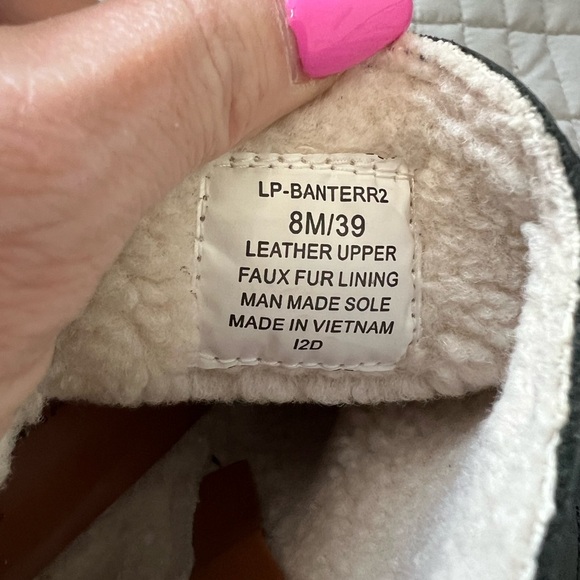 LP-BANTERR2
8M/39
LEATHER UPPER
FAUX FUR LINING
MAN MADE SOLE
MADE IN VIETNAM
I2D